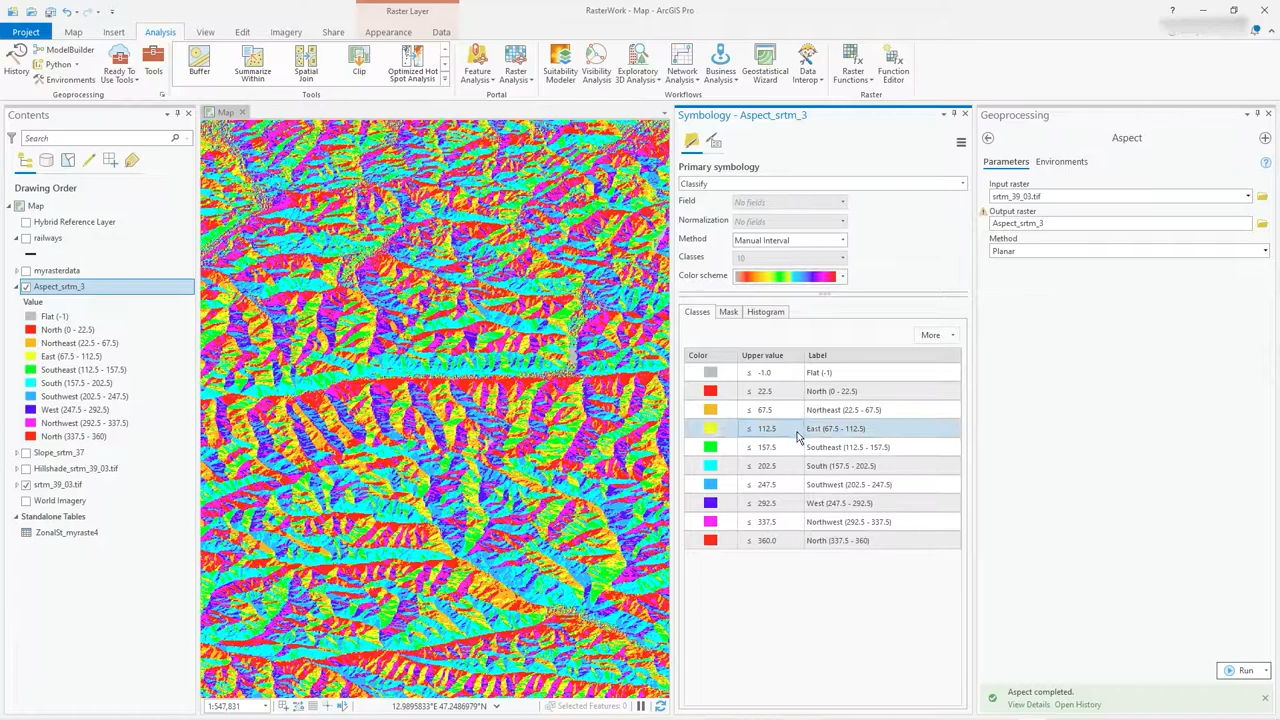 RasterWork - Map - ArcGIS Pro
Raster Layer
Project Map Insert Analysis View Edit Imagery Share Appearance Data
History
ModelBuilder
Python
Environments
Ready To
Use Tools
Tools
Buffer
Summarize
Within
Spatial
Join
Clip
Optimized Hot
Spot Analysis
Feature
Analysis
Raster
Analysis
Suitability
Modeler
Visibility
Analysis
Exploratory
3D Analysis
Network
Analysis
Business
Analysis
Geostatistical
Wizard
Data
Interop
Raster
Functions
Function
Editor
Geoprocessing
Tools
Portal
Workflows
Raster
Contents
Search
Drawing Order
Map
Hybrid Reference Layer
railways
myrasterdata
Aspect_srtm_3
Value
Flat (-1)
North (0 - 22.5)
Northeast (22.5 - 67.5)
East (67.5 - 112.5)
Southeast (112.5 - 157.5)
South (157.5 - 202.5)
Southwest (202.5 - 247.5)
West (247.5 - 292.5)
Northwest (292.5 - 337.5)
North (337.5 - 360)
Slope_srtm_37
Hillshade_srtm_39_03.tif
srtm_39_03.tif
World Imagery
Standalone Tables
ZonalSt_myraste4
Map
1:547,831
12.9895833°E 47.2486979°N
Selected Features: 0
Symbology - Aspect_srtm_3
Primary symbology
Classify
Field No fields
Normalization No fields
Method Manual Interval
Classes 10
Color scheme
Classes Mask Histogram
More
Color Upper value Label
≤ -1.0 Flat (-1)
≤ 22.5 North (0 - 22.5)
≤ 67.5 Northeast (22.5 - 67.5)
≤ 112.5 East (67.5 - 112.5)
≤ 157.5 Southeast (112.5 - 157.5)
≤ 202.5 South (157.5 - 202.5)
≤ 247.5 Southwest (202.5 - 247.5)
≤ 292.5 West (247.5 - 292.5)
≤ 337.5 Northwest (292.5 - 337.5)
≤ 360.0 North (337.5 - 360)
Geoprocessing
Aspect
Parameters Environments
Input raster
srtm_39_03.tif
Output raster
Aspect_srtm_3
Method
Planar
Run
Aspect completed.
View Details Open History